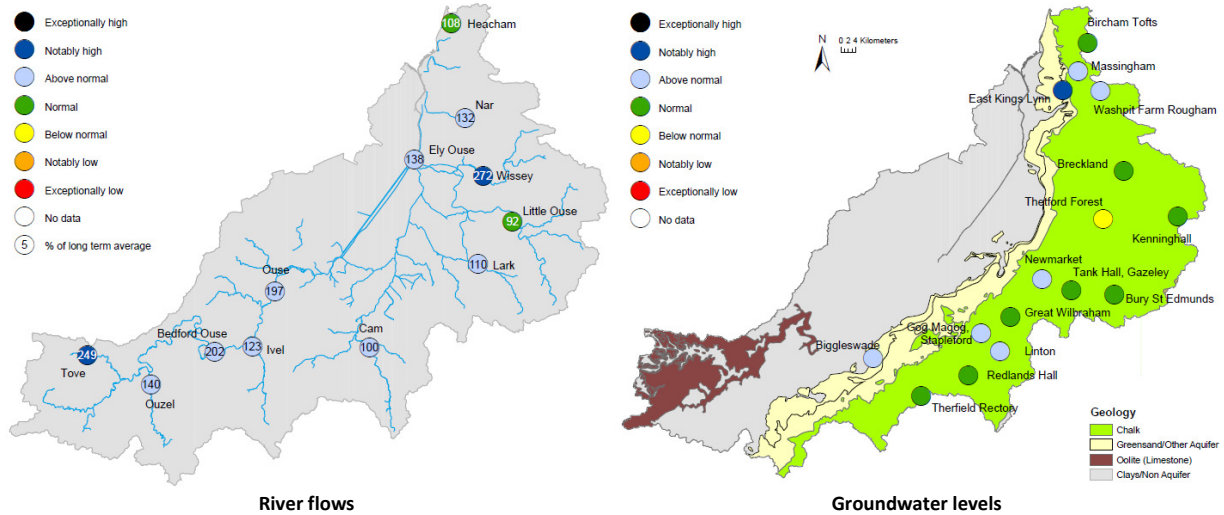 Exceptionally high
Notably high
Above normal
Normal
Below normal
Notably low
Exceptionally low
No data
5 % of long term average
108 Heacham
Nar
132
Ely Ouse
138
272 Wissey
Little Ouse
92
110 Lark
Ouse
197
Bedford Ouse
202
123 Ivel
Cam
100
249
Tove
140
Ouzel
River flows
Exceptionally high
Notably high
Above normal
Normal
Below normal
Notably low
Exceptionally low
No data
N
0 2 4 Kilometers
Bircham Tofts
Massingham
East Kings Lynn
Washpit Farm Rougham
Breckland
Thetford Forest
Kenninghall
Newmarket
Tank Hall, Gazeley
Bury St Edmunds
Great Wilbraham
Gog Magog,
Stapleford
Biggleswade
Linton
Redlands Hall
Therfield Rectory
Geology
Chalk
Greensand/Other Aquifer
Oolite (Limestone)
Clays/Non Aquifer
Groundwater levels